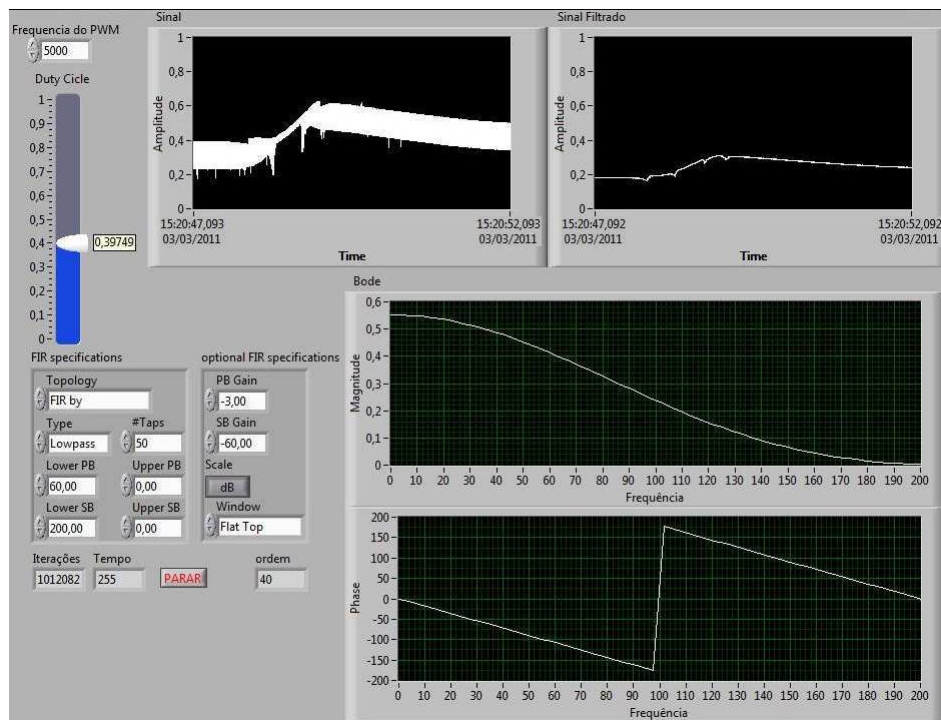 Frequencia do PWM
5000
Duty Cicle
1
0,9
0,8
0,7
0,6
0,5
0,4
0,3
0,2
0,1
0
0,39749
Sinal
Amplitude
1
0,8
0,6
0,4
0,2
0
15:20:47,093
03/03/2011
15:20:52,093
03/03/2011
Time
Sinal Filtrado
Amplitude
1
0,8
0,6
0,4
0,2
0
15:20:47,092
03/03/2011
15:20:52,092
03/03/2011
Time
FIR specifications
Topology
FIR by
Type
#Taps
Lowpass
50
Lower PB
Upper PB
60,00
0,00
Lower SB
Upper SB
200,00
0,00
optional FIR specifications
PB Gain
-3,00
SB Gain
-60,00
Scale
dB
Window
Flat Top
Iterações
Tempo
ordem
1012082
255
PARAR
40
Bode
Magnitude
0,6
0,5
0,4
0,3
0,2
0,1
0
0 10 20 30 40 50 60 70 80 90 100 110 120 130 140 150 160 170 180 190 200
Frequência
Phase
200
150
100
50
0
-50
-100
-150
-200
0 10 20 30 40 50 60 70 80 90 100 110 120 130 140 150 160 170 180 190 200
Frequência